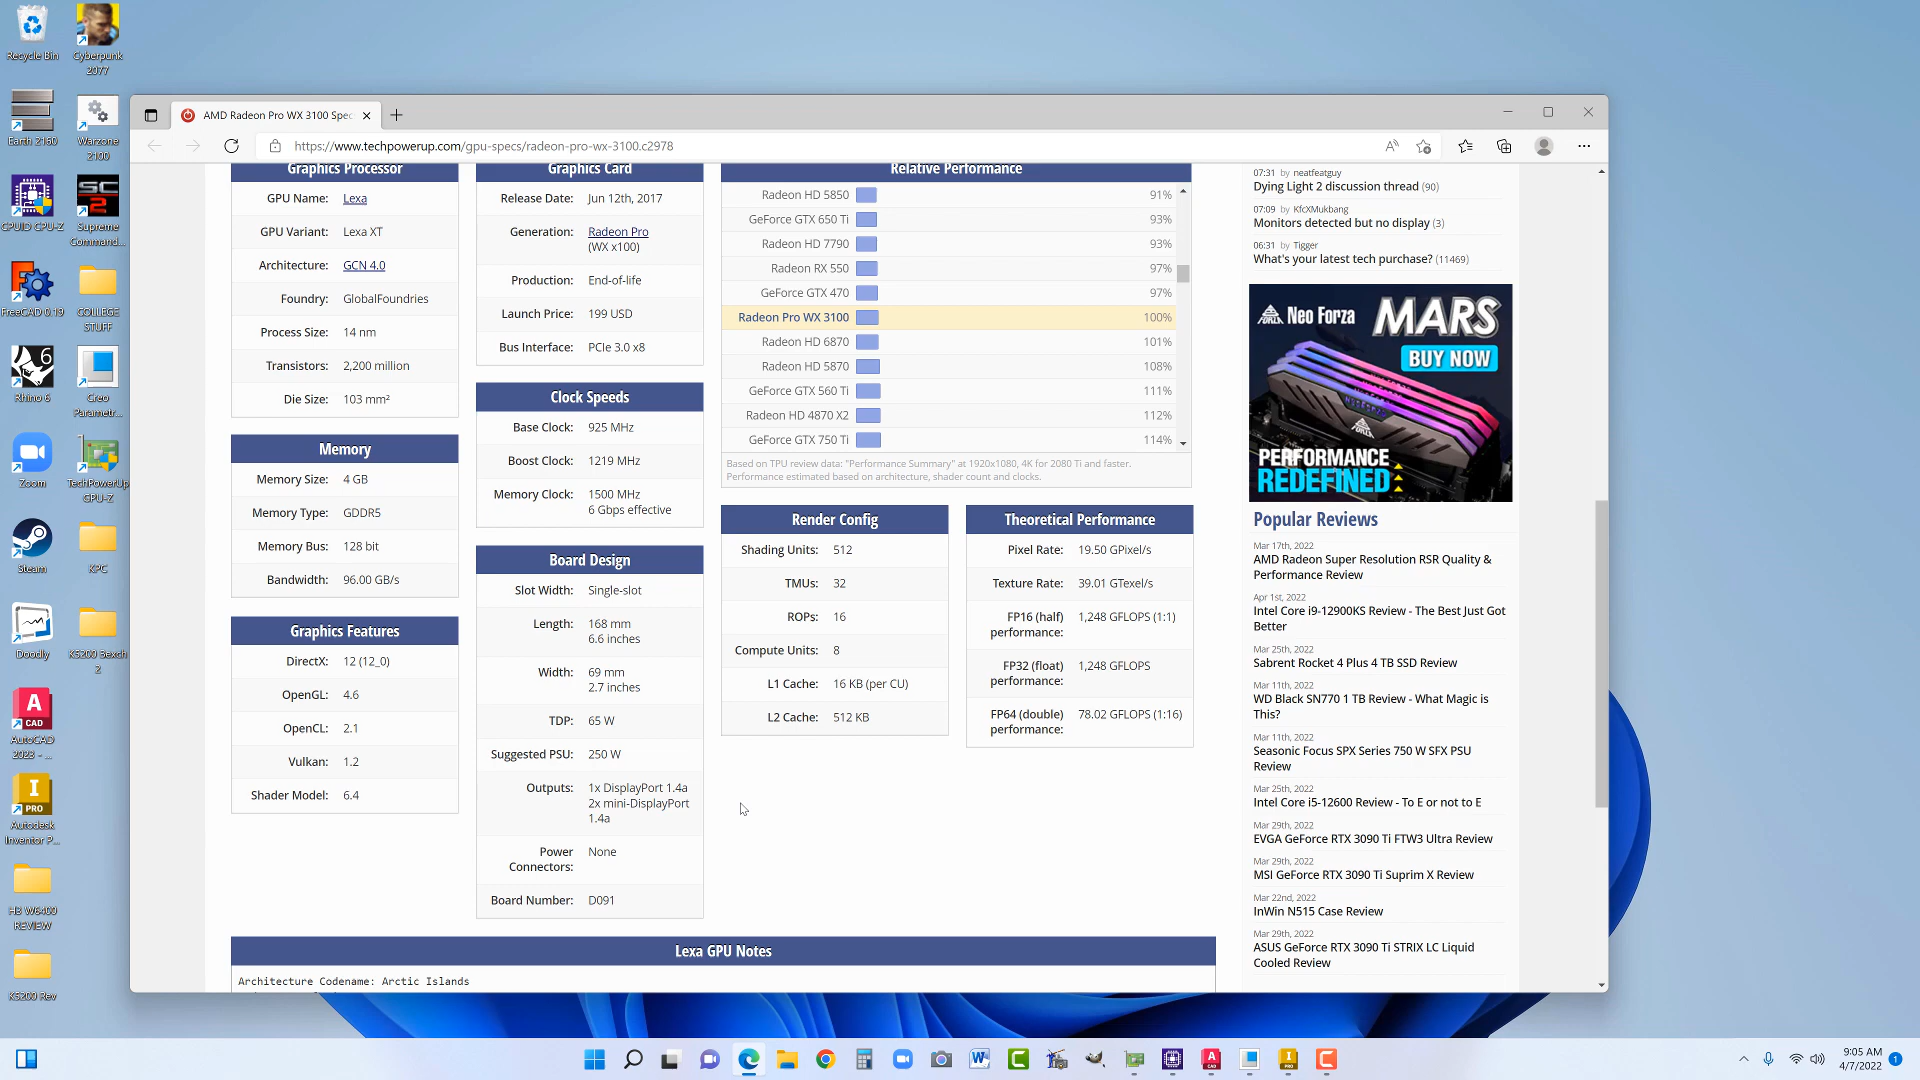 Recycle Bin
Cyberpunk
2077
Earth 2160
Warzone
2100
CPUID CPU-Z
SC
2
Supreme
Command...
FreeCAD 0.19
COLLEGE
STUFF
6
Rhino 6
Creo
Parametr...
Zoom
TechPowerUp
GPU-Z
Steam
KPC
Doodly
K5200 Bexch
2
A
CAD
AutoCAD
2023 - ...
I
PRO
Autodesk
Inventor P...
H3 W6400
REVIEW
K5200 Rev
AMD Radeon Pro WX 3100 Spec
https://www.techpowerup.com/gpu-specs/radeon-pro-wx-3100.c2978
Graphics Processor
GPU Name: Lexa
GPU Variant: Lexa XT
Architecture: GCN 4.0
Foundry: GlobalFoundries
Process Size: 14 nm
Transistors: 2,200 million
Die Size: 103 mm²
Memory
Memory Size: 4 GB
Memory Type: GDDR5
Memory Bus: 128 bit
Bandwidth: 96.00 GB/s
Graphics Features
DirectX: 12 (12_0)
OpenGL: 4.6
OpenCL: 2.1
Vulkan: 1.2
Shader Model: 6.4
Graphics Card
Release Date: Jun 12th, 2017
Generation: Radeon Pro
(WX x100)
Production: End-of-life
Launch Price: 199 USD
Bus Interface: PCIe 3.0 x8
Clock Speeds
Base Clock: 925 MHz
Boost Clock: 1219 MHz
Memory Clock: 1500 MHz
6 Gbps effective
Board Design
Slot Width: Single-slot
Length: 168 mm
6.6 inches
Width: 69 mm
2.7 inches
TDP: 65 W
Suggested PSU: 250 W
Outputs: 1x DisplayPort 1.4a
2x mini-DisplayPort
1.4a
Power None
Connectors:
Board Number: D091
Relative Performance
Radeon HD 5850 91%
GeForce GTX 650 Ti 93%
Radeon HD 7790 93%
Radeon RX 550 97%
GeForce GTX 470 97%
Radeon Pro WX 3100 100%
Radeon HD 6870 101%
Radeon HD 5870 108%
GeForce GTX 560 Ti 111%
Radeon HD 4870 X2 112%
GeForce GTX 750 Ti 114%
Based on TPU review data: "Performance Summary" at 1920x1080, 4K for 2080 Ti and faster.
Performance estimated based on architecture, shader count and clocks.
Render Config
Shading Units: 512
TMUs: 32
ROPs: 16
Compute Units: 8
L1 Cache: 16 KB (per CU)
L2 Cache: 512 KB
Theoretical Performance
Pixel Rate: 19.50 GPixel/s
Texture Rate: 39.01 GTexel/s
FP16 (half) 1,248 GFLOPS (1:1)
performance:
FP32 (float) 1,248 GFLOPS
performance:
FP64 (double) 78.02 GFLOPS (1:16)
performance:
Lexa GPU Notes
Architecture Codename: Arctic Islands
07:31 by neatfeatguy
Dying Light 2 discussion thread (90)
07:09 by KfcXMukbang
Monitors detected but no display (3)
06:31 by Tigger
What's your latest tech purchase? (11469)
Neo Forza MARS
BUY NOW
PERFORMANCE
REDEFINED
Popular Reviews
Mar 17th, 2022
AMD Radeon Super Resolution RSR Quality &
Performance Review
Apr 1st, 2022
Intel Core i9-12900KS Review - The Best Just Got
Better
Mar 25th, 2022
Sabrent Rocket 4 Plus 4 TB SSD Review
Mar 11th, 2022
WD Black SN770 1 TB Review - What Magic is
This?
Mar 11th, 2022
Seasonic Focus SPX Series 750 W SFX PSU
Review
Mar 25th, 2022
Intel Core i5-12600 Review - To E or not to E
Mar 29th, 2022
EVGA GeForce RTX 3090 Ti FTW3 Ultra Review
Mar 29th, 2022
MSI GeForce RTX 3090 Ti Suprim X Review
Mar 22nd, 2022
InWin N515 Case Review
Mar 29th, 2022
ASUS GeForce RTX 3090 Ti STRIX LC Liquid
Cooled Review
9:05 AM
4/7/2022
1